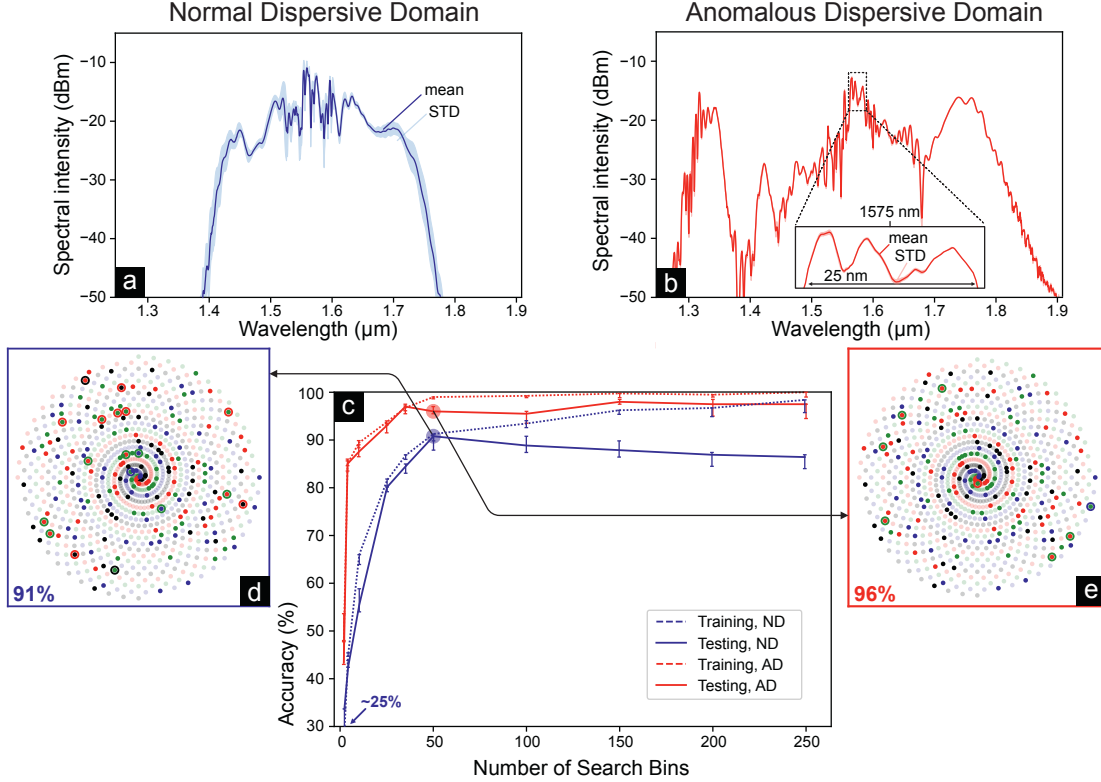 Normal Dispersive Domain
Anomalous Dispersive Domain
Spectral intensity (dBm)
−10
−20
−30
−40
−50
mean
STD
a
1.3
1.4
1.5
1.6
1.7
1.8
1.9
Wavelength (μm)
Spectral intensity (dBm)
−10
−20
−30
−40
−50
1575 nm
mean
STD
25 nm
b
1.3
1.4
1.5
1.6
1.7
1.8
1.9
Wavelength (μm)
91%
d
c
Accuracy (%)
100
90
80
70
60
50
40
30
~25%
Training, ND
Testing, ND
Training, AD
Testing, AD
0
50
100
150
200
250
Number of Search Bins
96%
e